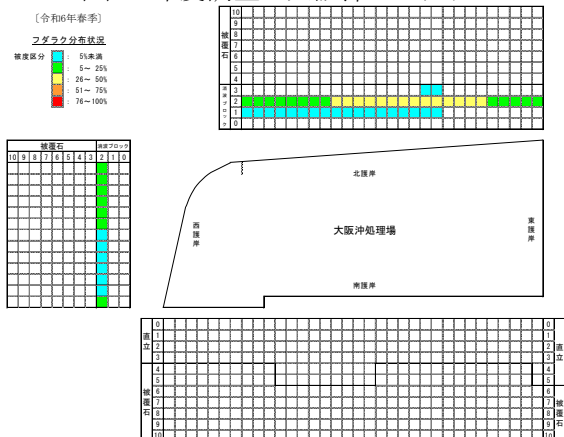 ［令和6年春季］
フダラク分布状況
被度区分 ： 5%未満
： 5～ 25%
： 26～ 50%
： 51～ 75%
： 76～100%
被覆石
消波ブロック
10
9
8
7
6
5
4
3
2
1
0
被覆石 消波ブロック
10 9 8 7 6 5 4 3 2 1 0
北護岸
西護岸
大阪沖処理場
東護岸
南護岸
直立
被覆石
0
1
2
3
4
5
6
7
8
9
10
0
1
2
3
4
5
6
7
8
9
10
直立
被覆石